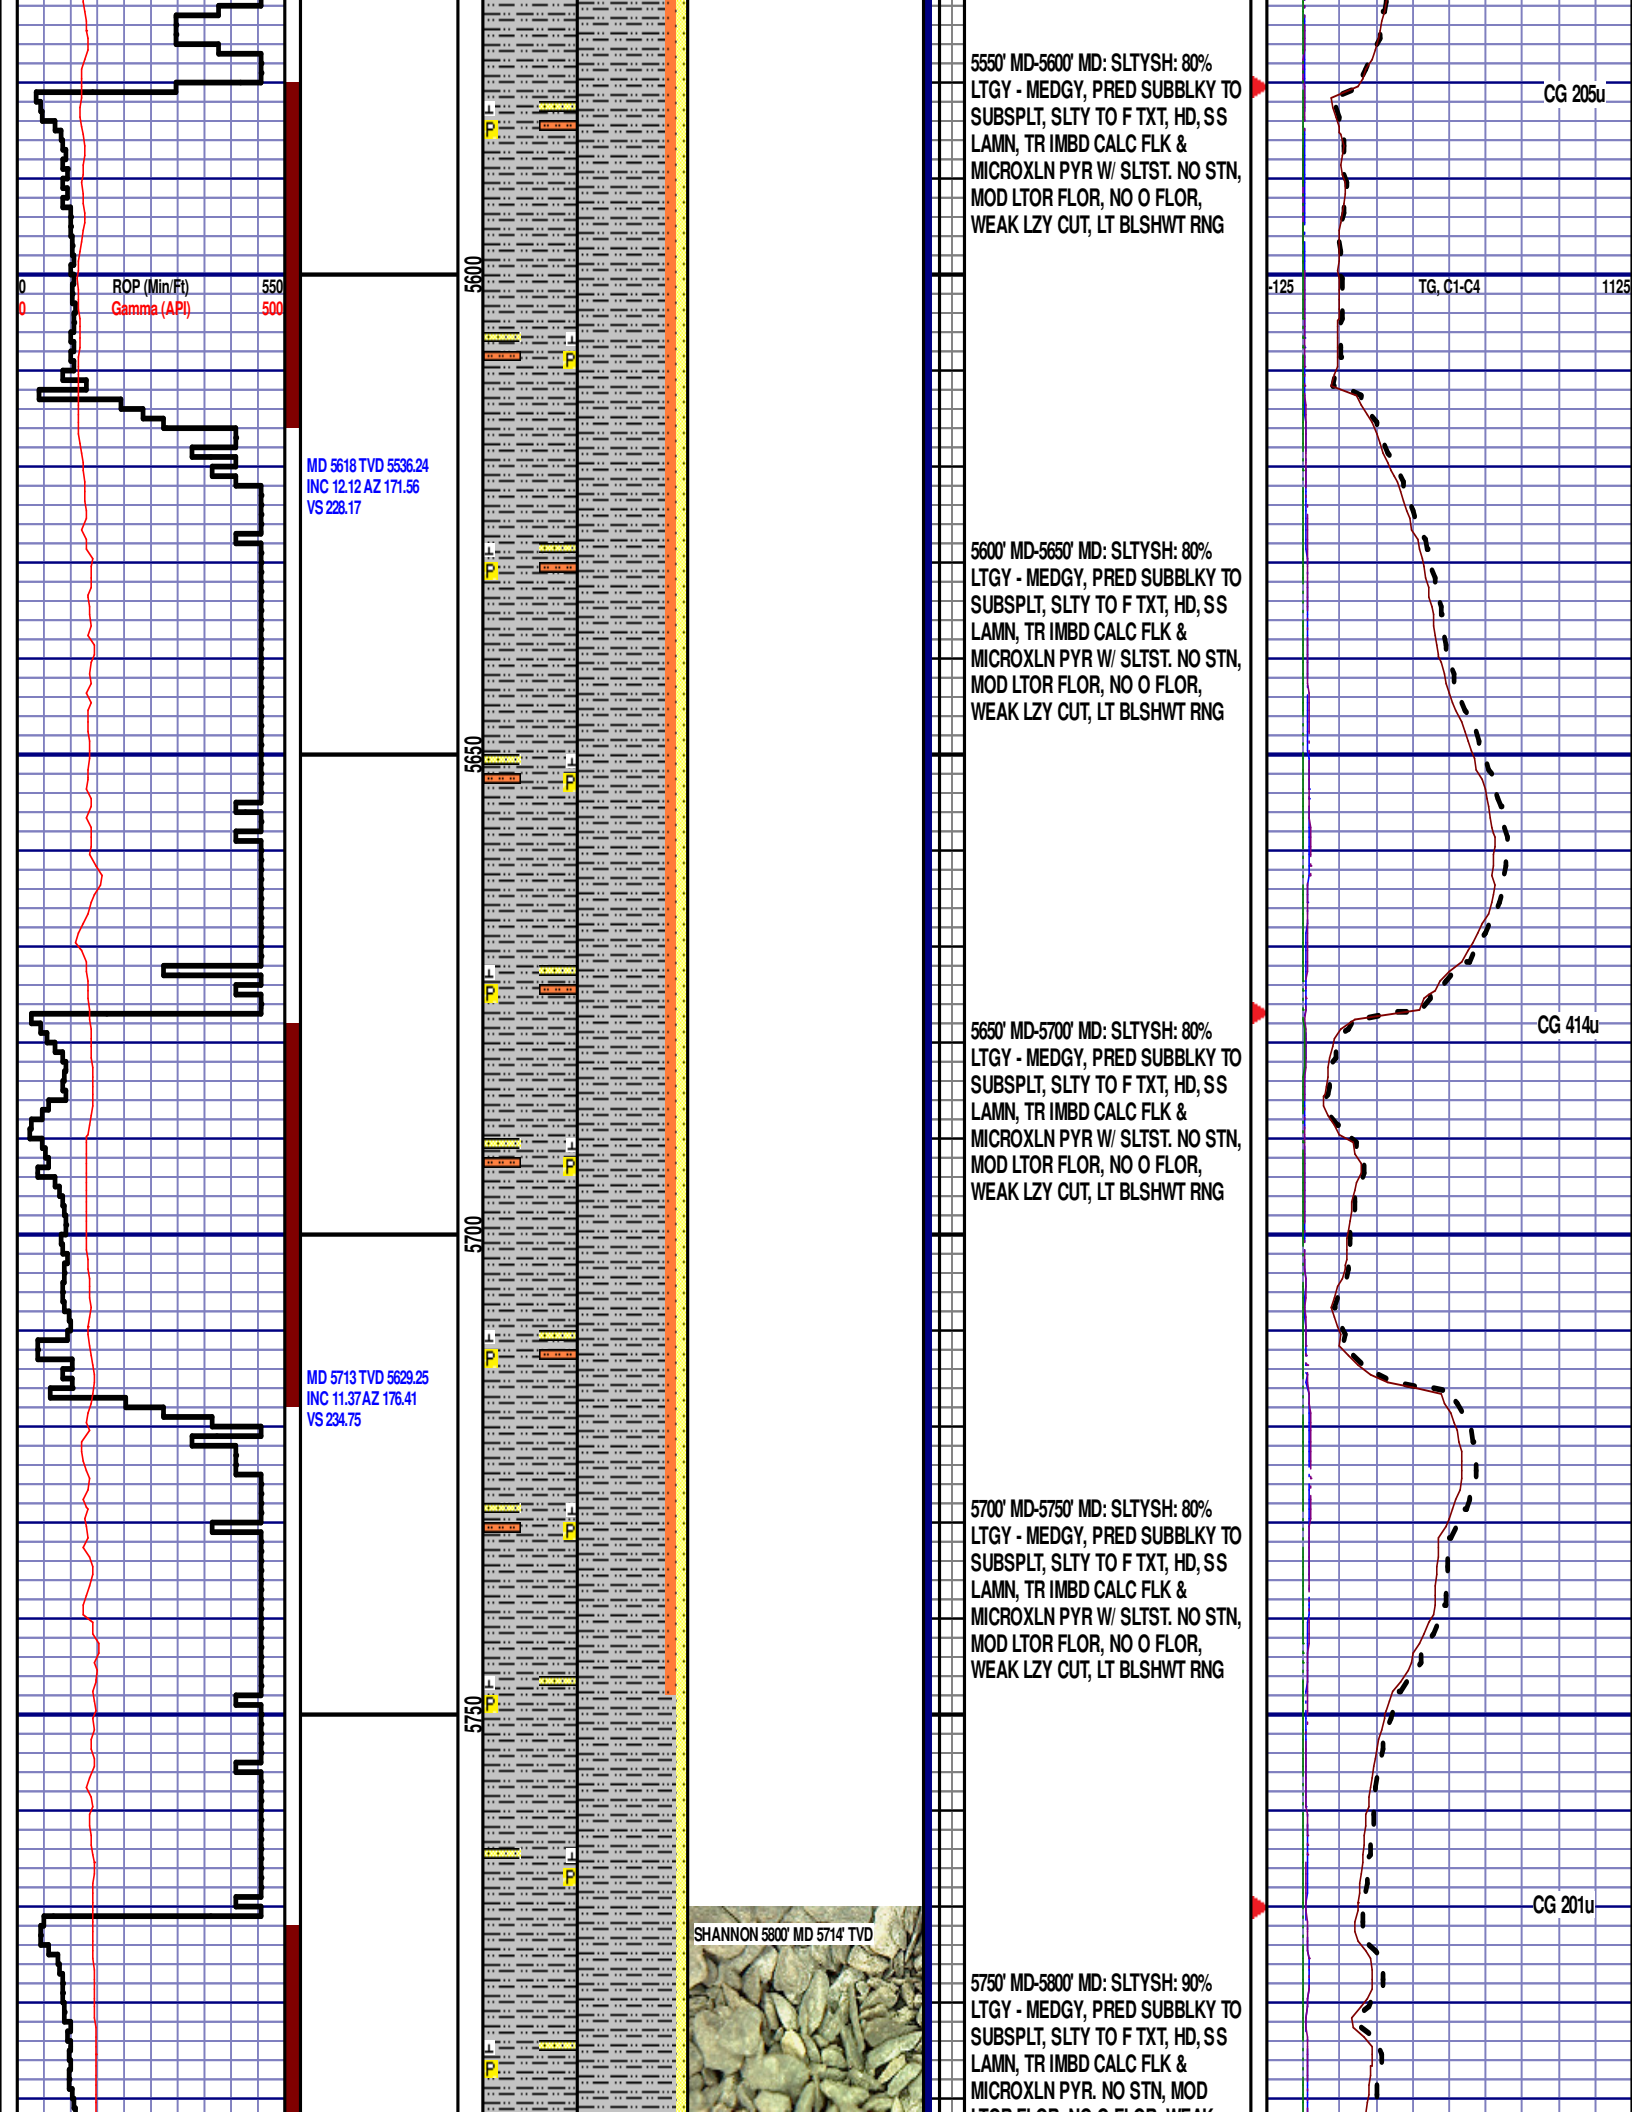 5550' MD-5600' MD: SLTYSH: 80%
LTGY - MEDGY, PRED SUBBLKY TO
SUBSPLT, SLTY TO F TXT, HD, SS
LAMN, TR IMBD CALC FLK &
MICROXLN PYR W/ SLTST. NO STN,
MOD LTOR FLOR, NO O FLOR,
WEAK LZY CUT, LT BLSHWT RNG
CG 205u
P
5600
0 ROP (Min/Ft) 550
0 Gamma (API) 500
-125 TG, C1-C4 1125
P
MD 5618 TVD 5536.24
INC 12.12 AZ 171.56
VS 228.17
5600' MD-5650' MD: SLTYSH: 80%
LTGY - MEDGY, PRED SUBBLKY TO
SUBSPLT, SLTY TO F TXT, HD, SS
LAMN, TR IMBD CALC FLK &
MICROXLN PYR W/ SLTST. NO STN,
MOD LTOR FLOR, NO O FLOR,
WEAK LZY CUT, LT BLSHWT RNG
P
5650
P
P
5650' MD-5700' MD: SLTYSH: 80%
LTGY - MEDGY, PRED SUBBLKY TO
SUBSPLT, SLTY TO F TXT, HD, SS
LAMN, TR IMBD CALC FLK &
MICROXLN PYR W/ SLTST. NO STN,
MOD LTOR FLOR, NO O FLOR,
WEAK LZY CUT, LT BLSHWT RNG
CG 414u
P
5700
P
MD 5713 TVD 5629.25
INC 11.37 AZ 176.41
VS 234.75
5700' MD-5750' MD: SLTYSH: 80%
LTGY - MEDGY, PRED SUBBLKY TO
SUBSPLT, SLTY TO F TXT, HD, SS
LAMN, TR IMBD CALC FLK &
MICROXLN PYR W/ SLTST. NO STN,
MOD LTOR FLOR, NO O FLOR,
WEAK LZY CUT, LT BLSHWT RNG
P
P
5750
P
CG 201u
SHANNON 5800' MD 5714' TVD
5750' MD-5800' MD: SLTYSH: 90%
LTGY - MEDGY, PRED SUBBLKY TO
SUBSPLT, SLTY TO F TXT, HD, SS
LAMN, TR IMBD CALC FLK &
MICROXLN PYR. NO STN, MOD
LTOR FLOR, NO O FLOR, WEAK
P